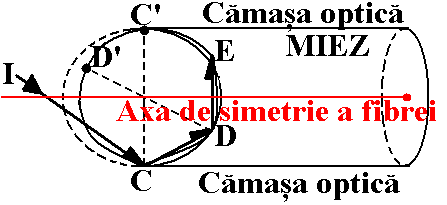 C' Cămașa optică
D' E MIEZ
I
Axa de simetrie a fibrei
D
C Cămașa optică